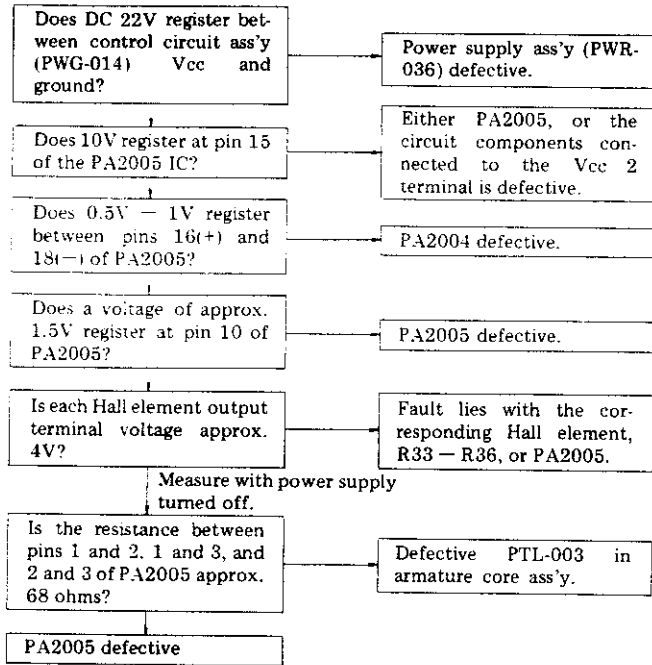 Does DC 22V register bet-
ween control circuit ass'y
(PWG-014) Vcc and
ground?
Power supply ass'y (PWR-
036) defective.
Does 10V register at pin 15
of the PA2005 IC?
Either PA2005, or the
circuit components con-
nected to the Vcc 2
terminal is defective.
Does 0.5V — 1V register
between pins 16(+) and
18(—) of PA2005?
PA2004 defective.
Does a voltage of approx.
1.5V register at pin 10 of
PA2005?
PA2005 defective.
Is each Hall element output
terminal voltage approx.
4V?
Fault lies with the cor-
responding Hall element,
R33 — R36, or PA2005.
Measure with power supply
turned off.
Is the resistance between
pins 1 and 2, 1 and 3, and
2 and 3 of PA2005 approx.
68 ohms?
Defective PTL-003 in
armature core ass'y.
PA2005 defective